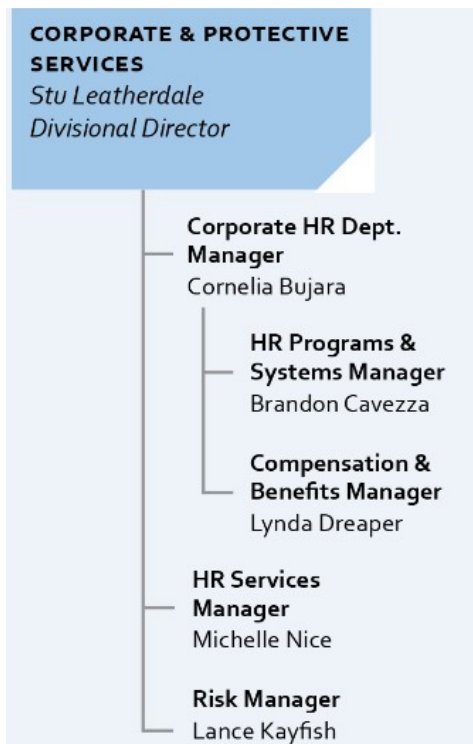 CORPORATE & PROTECTIVE
SERVICES
Stu Leatherdale
Divisional Director
Corporate HR Dept.
Manager
Cornelia Bujara
HR Programs &
Systems Manager
Brandon Cavezza
Compensation &
Benefits Manager
Lynda Dreaper
HR Services
Manager
Michelle Nice
Risk Manager
Lance Kayfish